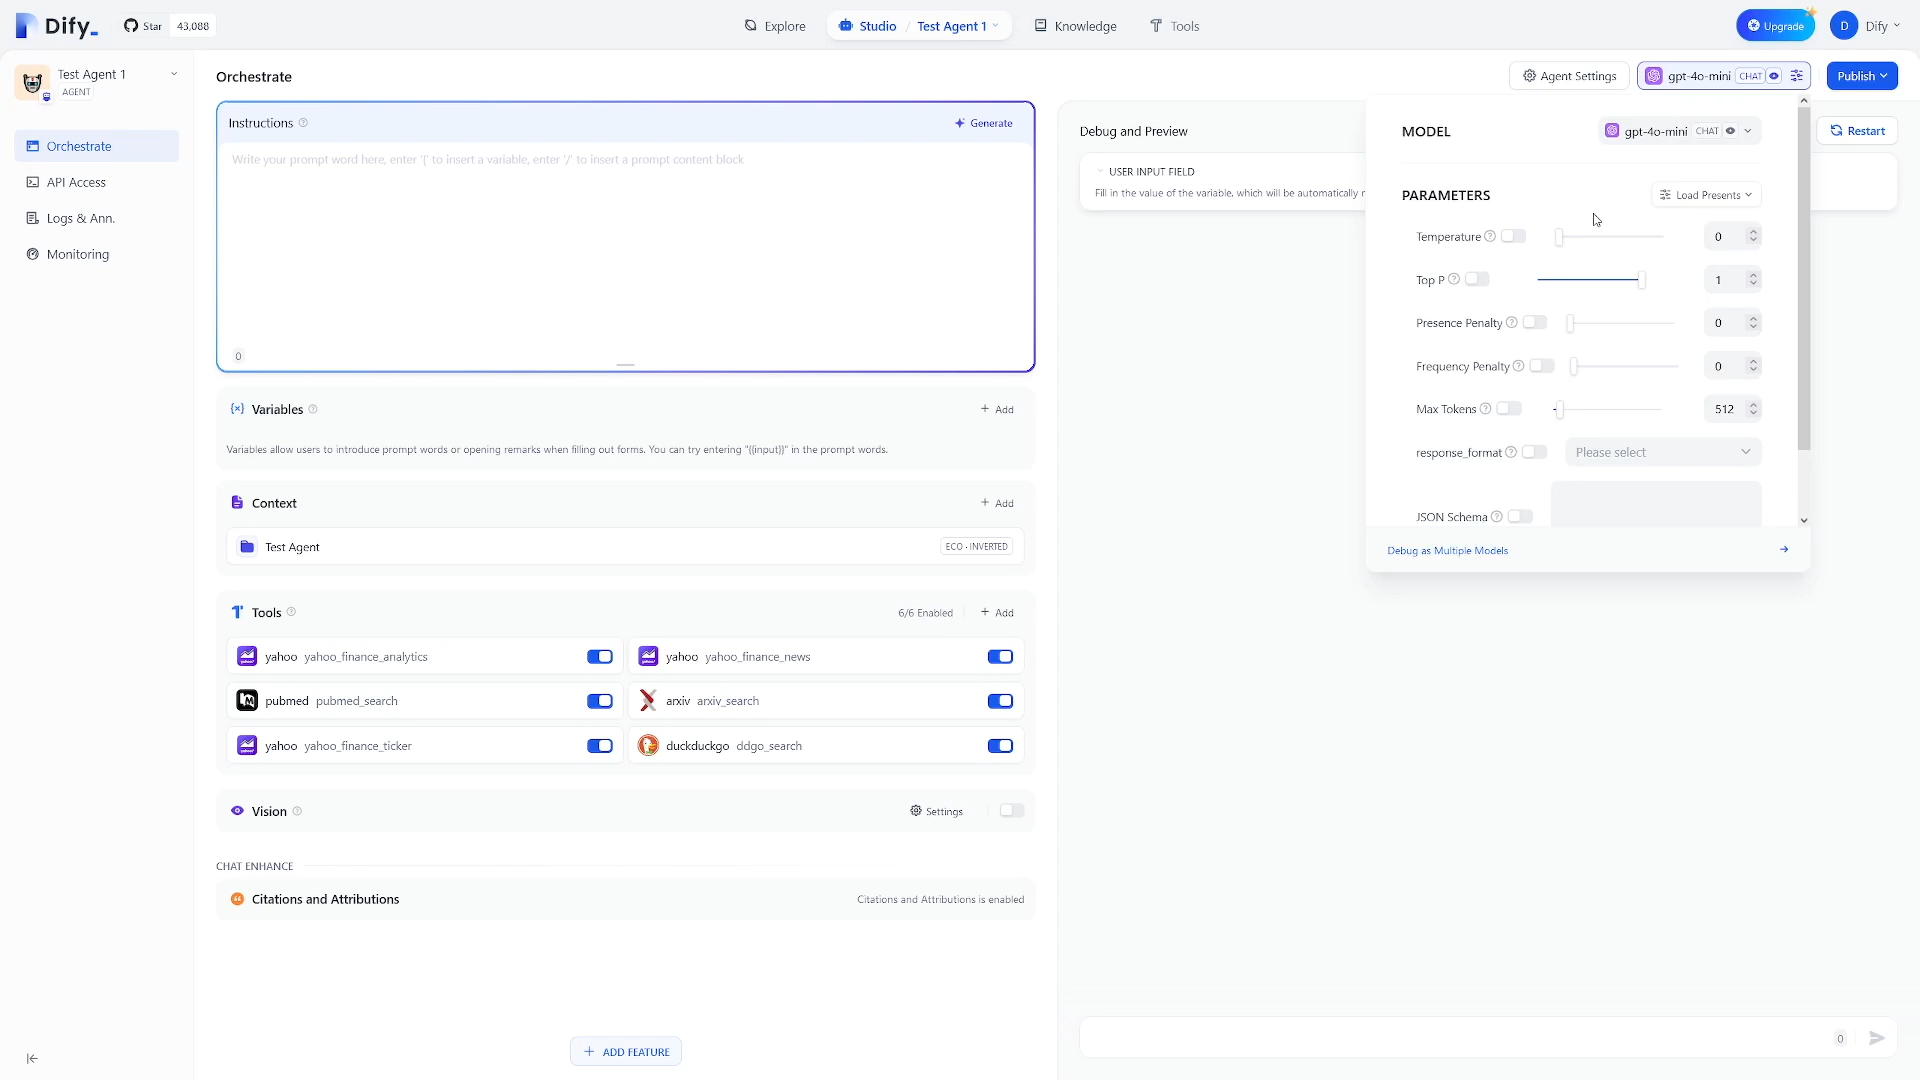 Dify_
Star 43,088
Explore
Studio / Test Agent 1
Knowledge
Tools
Upgrade
D Dify
Test Agent 1
AGENT
Orchestrate
API Access
Logs & Ann.
Monitoring
Orchestrate
Agent Settings
gpt-4o-mini CHAT
Publish
Instructions
Generate
Write your prompt word here, enter '{' to insert a variable, enter '/' to insert a prompt content block
0
{x} Variables
+ Add
Variables allow users to introduce prompt words or opening remarks when filling out forms. You can try entering "{{input}}" in the prompt words.
Context
+ Add
Test Agent
ECO · INVERTED
Tools
6/6 Enabled
+ Add
yahoo yahoo_finance_analytics
yahoo yahoo_finance_news
pubmed pubmed_search
arxiv arxiv_search
yahoo yahoo_finance_ticker
duckduckgo ddgo_search
Vision
Settings
CHAT ENHANCE
Citations and Attributions
Citations and Attributions is enabled
+ ADD FEATURE
Debug and Preview
Restart
USER INPUT FIELD
Fill in the value of the variable, which will be automatically
MODEL
gpt-4o-mini CHAT
PARAMETERS
Load Presents
Temperature 0
Top P 1
Presence Penalty 0
Frequency Penalty 0
Max Tokens 512
response_format Please select
JSON Schema
Debug as Multiple Models
0